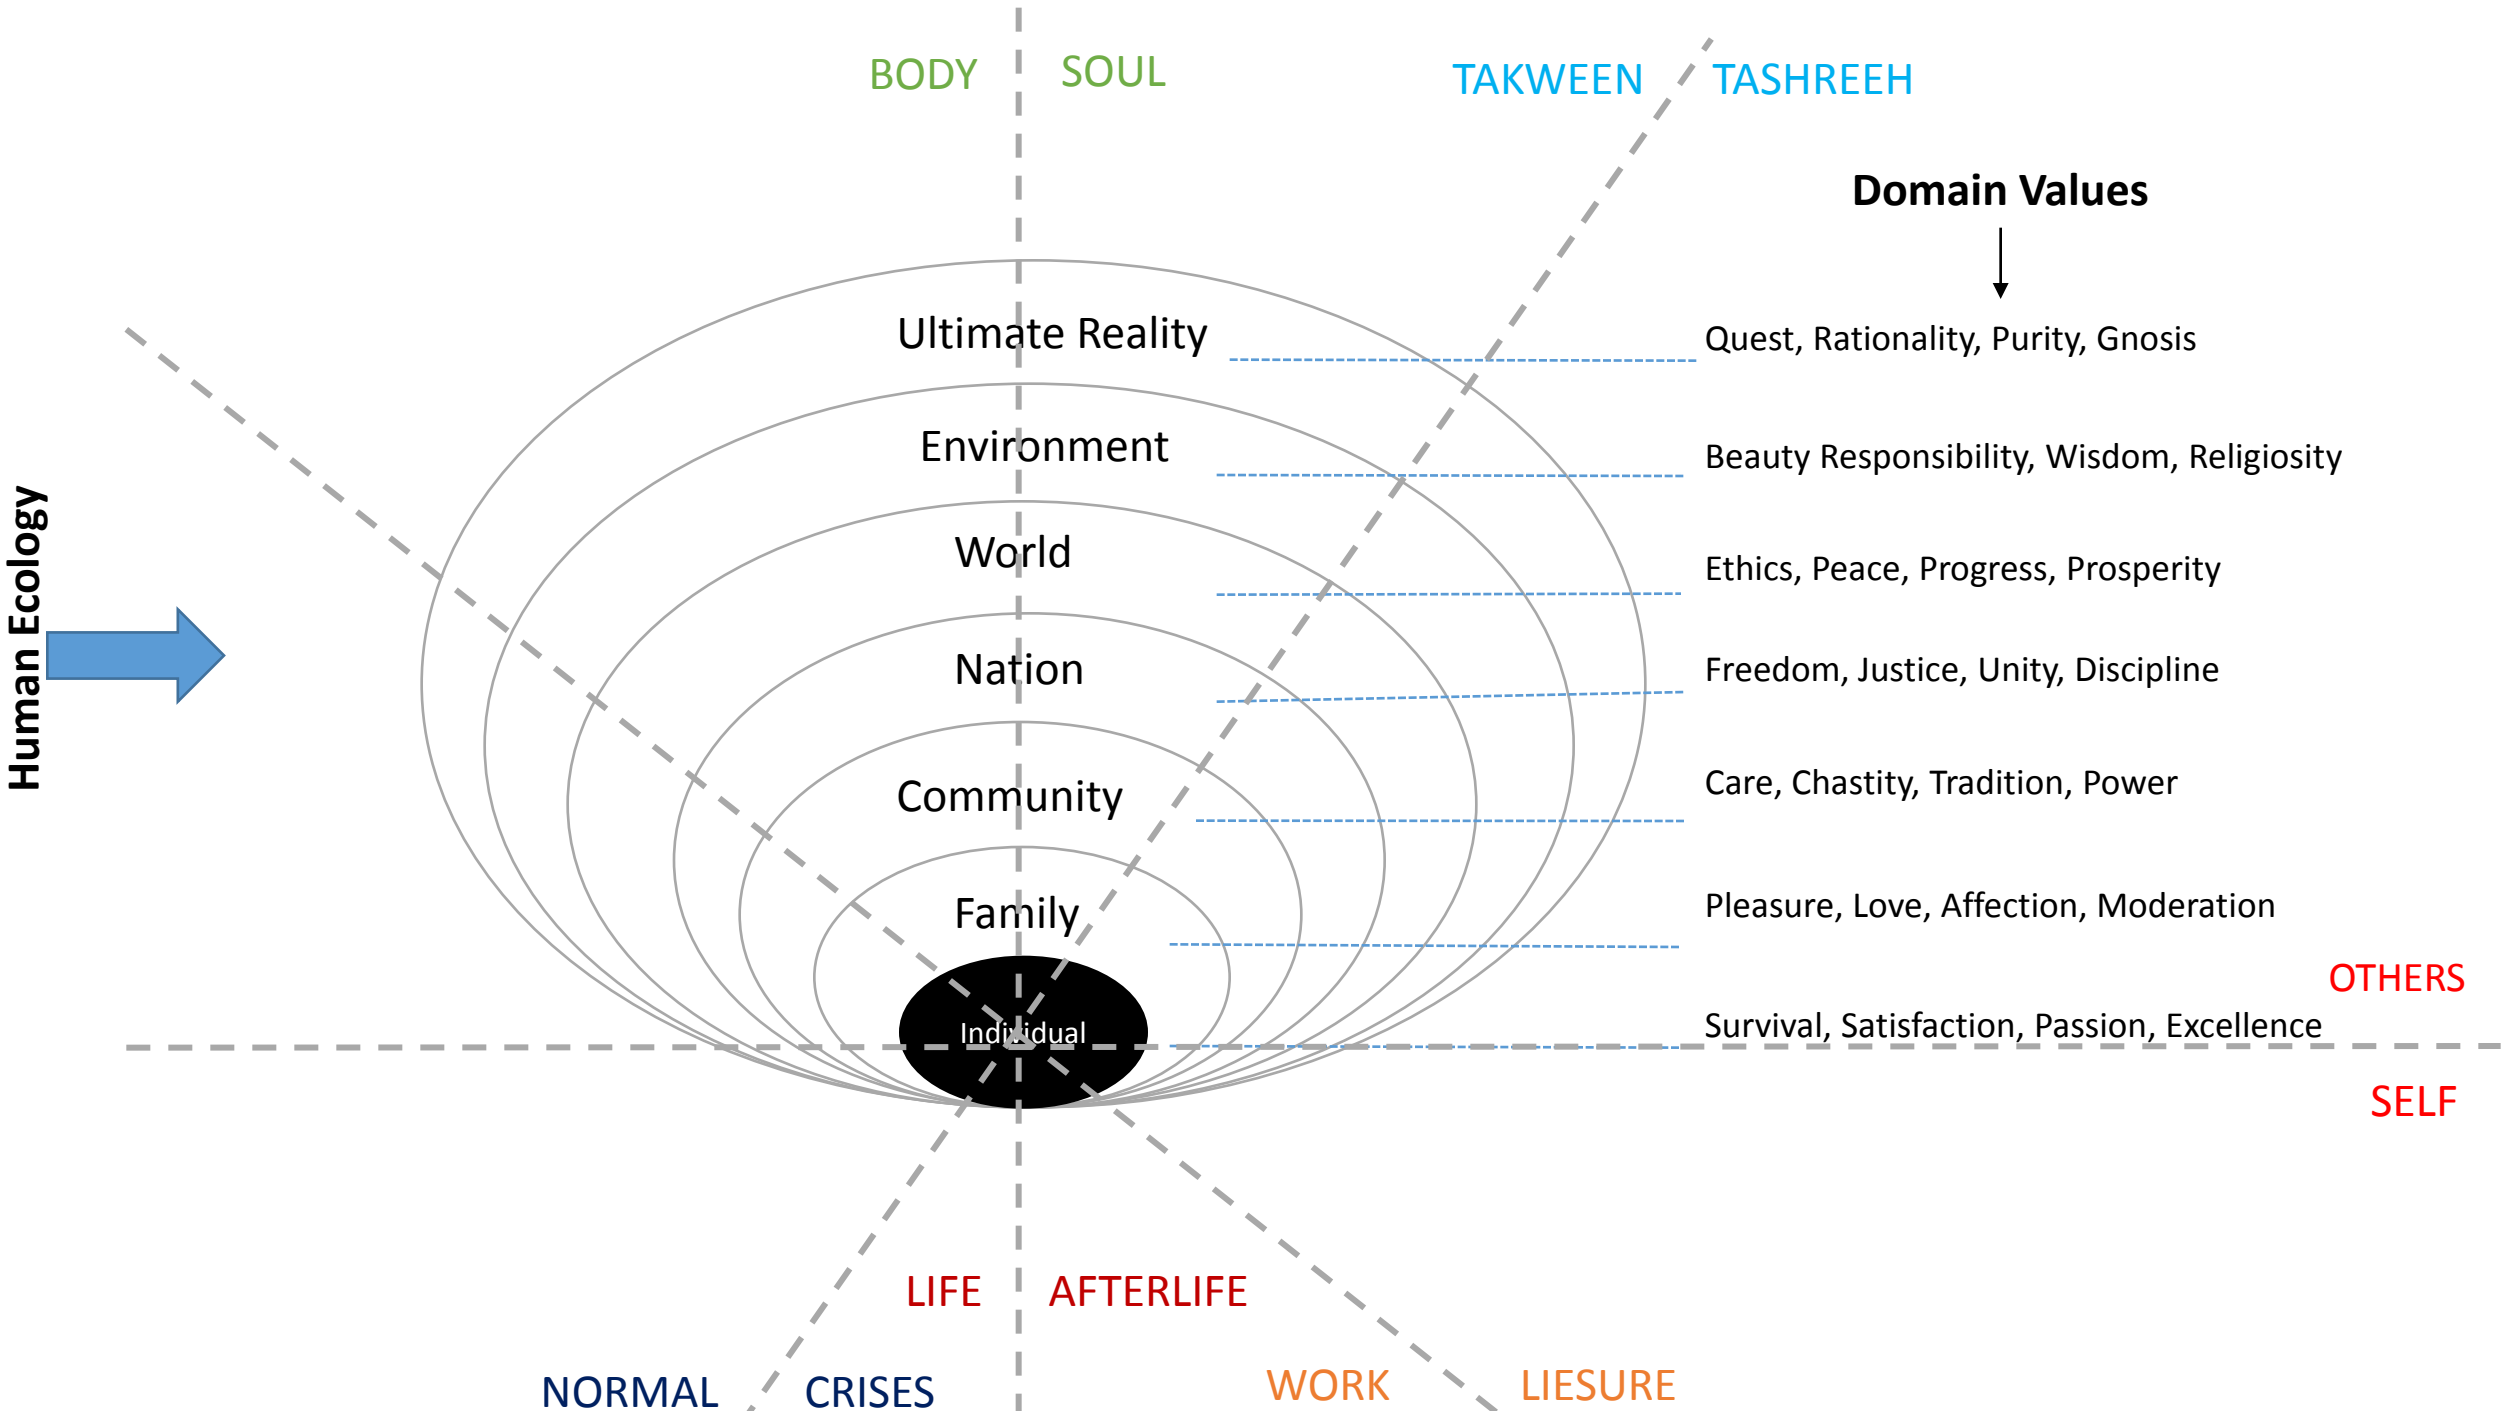 BODY
SOUL
TAKWEEN
TASHREEH
Domain Values
Ultimate Reality
Quest, Rationality, Purity, Gnosis
Environment
Beauty Responsibility, Wisdom, Religiosity
World
Ethics, Peace, Progress, Prosperity
Human Ecology
Nation
Freedom, Justice, Unity, Discipline
Community
Care, Chastity, Tradition, Power
Family
Pleasure, Love, Affection, Moderation
OTHERS
Individual
Survival, Satisfaction, Passion, Excellence
SELF
LIFE
AFTERLIFE
NORMAL
CRISES
WORK
LIESURE